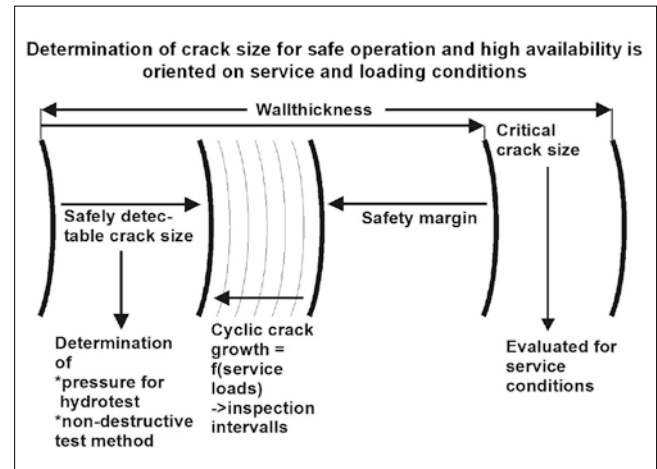 Determination of crack size for safe operation and high availability is
oriented on service and loading conditions
Wallthickness
Critical
crack size
Safely detec-
table crack size
Safety margin
Determination
of
*pressure for
hydrotest
*non-destructive
test method
Cyclic crack
growth =
f(service
loads)
->inspection
intervalls
Evaluated for
service
conditions